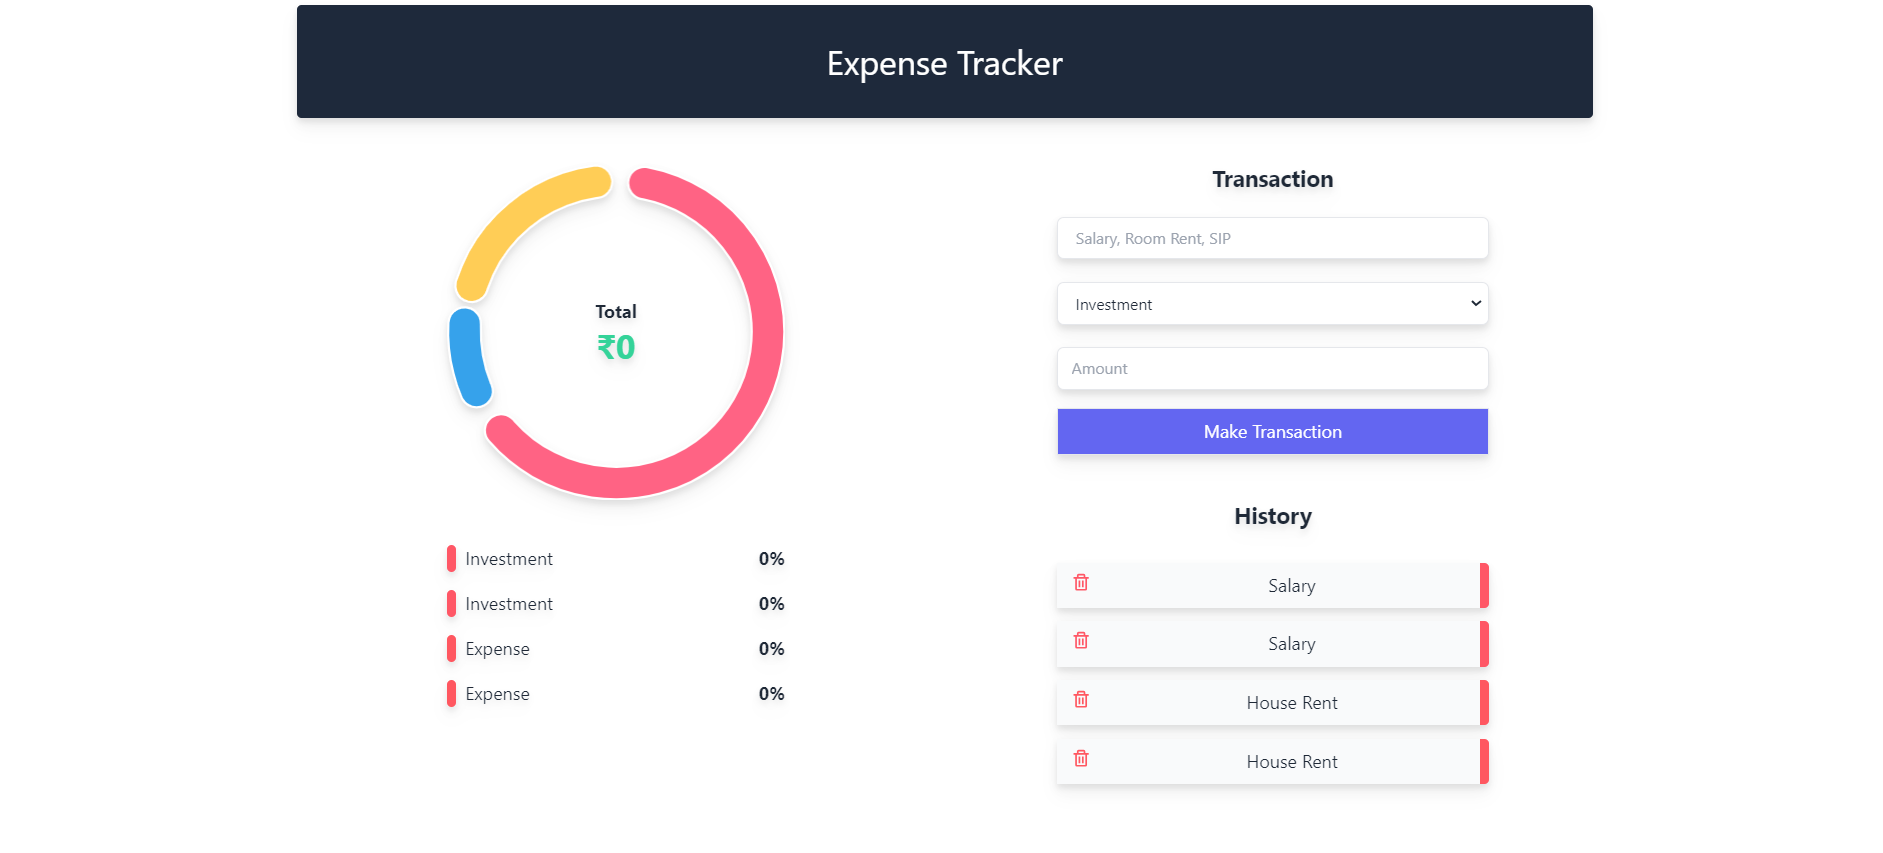 Expense Tracker
Total
₹0
Investment 0%
Investment 0%
Expense 0%
Expense 0%
Transaction
Salary, Room Rent, SIP
Investment
Amount
Make Transaction
History
Salary
Salary
House Rent
House Rent